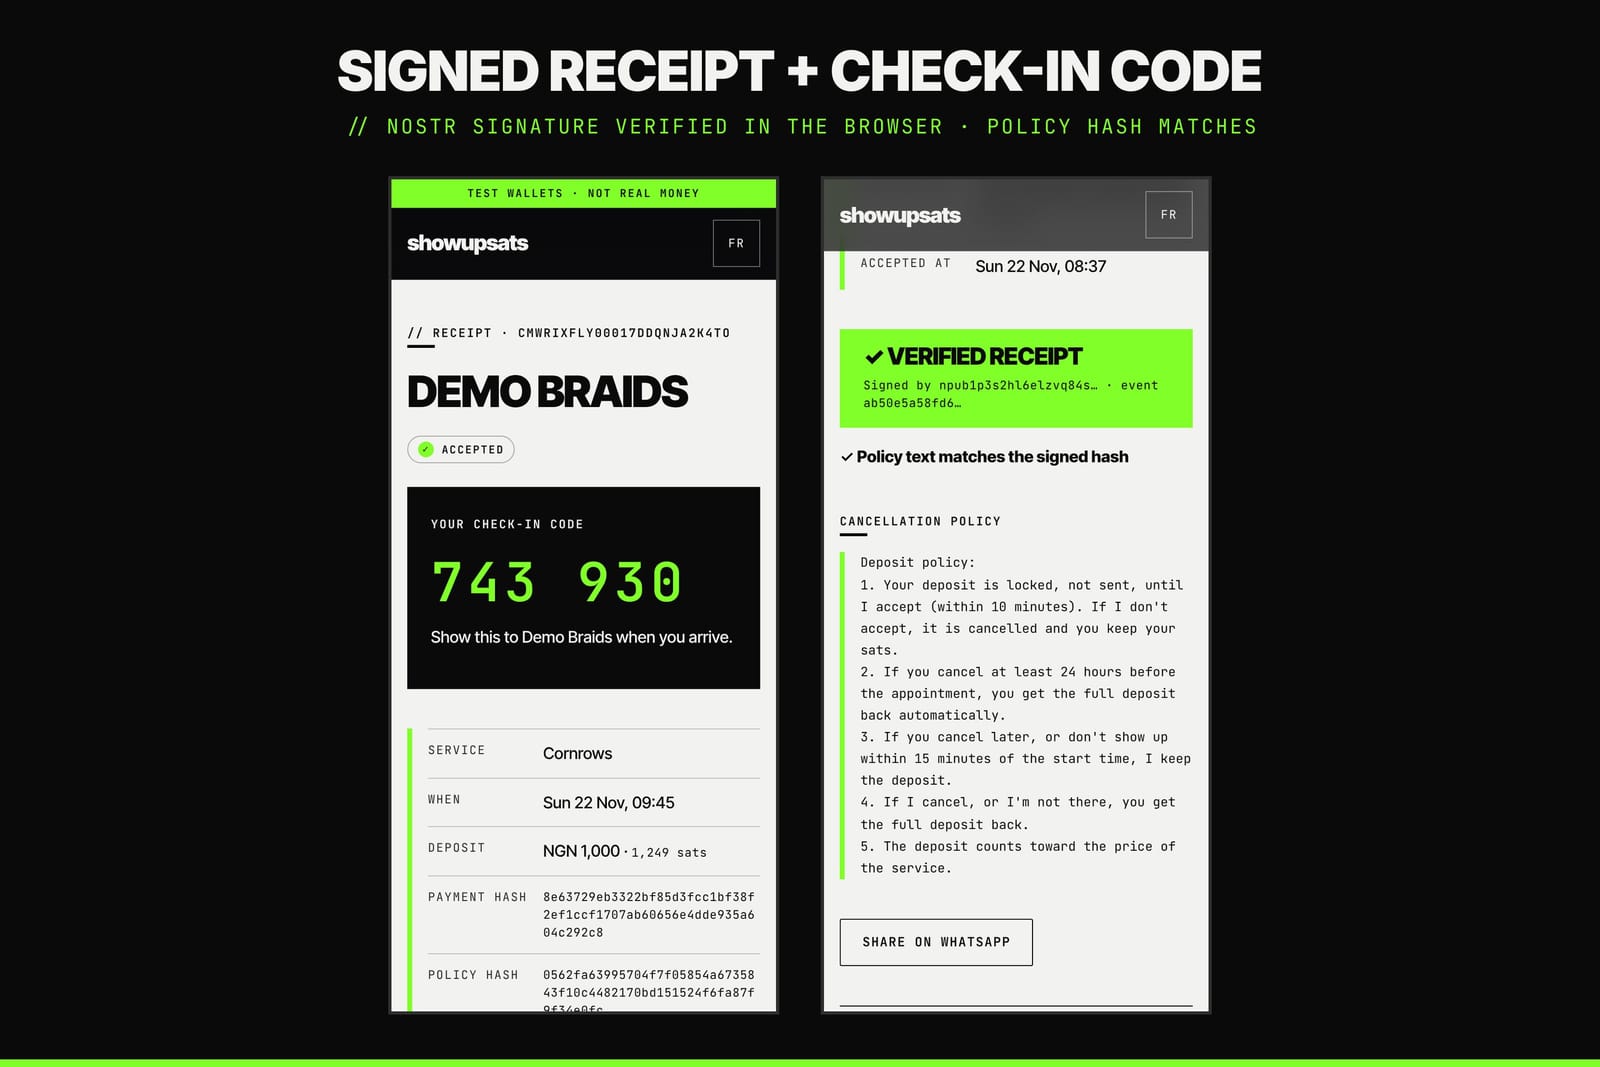 SIGNED RECEIPT + CHECK-IN CODE
// NOSTR SIGNATURE VERIFIED IN THE BROWSER · POLICY HASH MATCHES
TEST WALLETS · NOT REAL MONEY
showupsats
FR
// RECEIPT · CMWRIXFLY00017DDQNJA2K4TO
DEMO BRAIDS
✓ ACCEPTED
YOUR CHECK-IN CODE
743 930
Show this to Demo Braids when you arrive.
SERVICE Cornrows
WHEN Sun 22 Nov, 09:45
DEPOSIT NGN 1,000 · 1,249 sats
PAYMENT HASH 8e63729eb3322bf85d3fcc1bf38f
2ef1ccf1707ab60656e4dde935a6
04c292c8
POLICY HASH 0562fa63995704f7f05854a67358
43f10c4482170bd151524f6fa87f
9f34e0fc
showupsats
FR
ACCEPTED AT Sun 22 Nov, 08:37
✓ VERIFIED RECEIPT
Signed by npub1p3s2hl6elzvq84s… · event
ab50e5a58fd6…
✓ Policy text matches the signed hash
CANCELLATION POLICY
Deposit policy:
1. Your deposit is locked, not sent, until
I accept (within 10 minutes). If I don't
accept, it is cancelled and you keep your
sats.
2. If you cancel at least 24 hours before
the appointment, you get the full deposit
back automatically.
3. If you cancel later, or don't show up
within 15 minutes of the start time, I keep
the deposit.
4. If I cancel, or I'm not there, you get
the full deposit back.
5. The deposit counts toward the price of
the service.
SHARE ON WHATSAPP